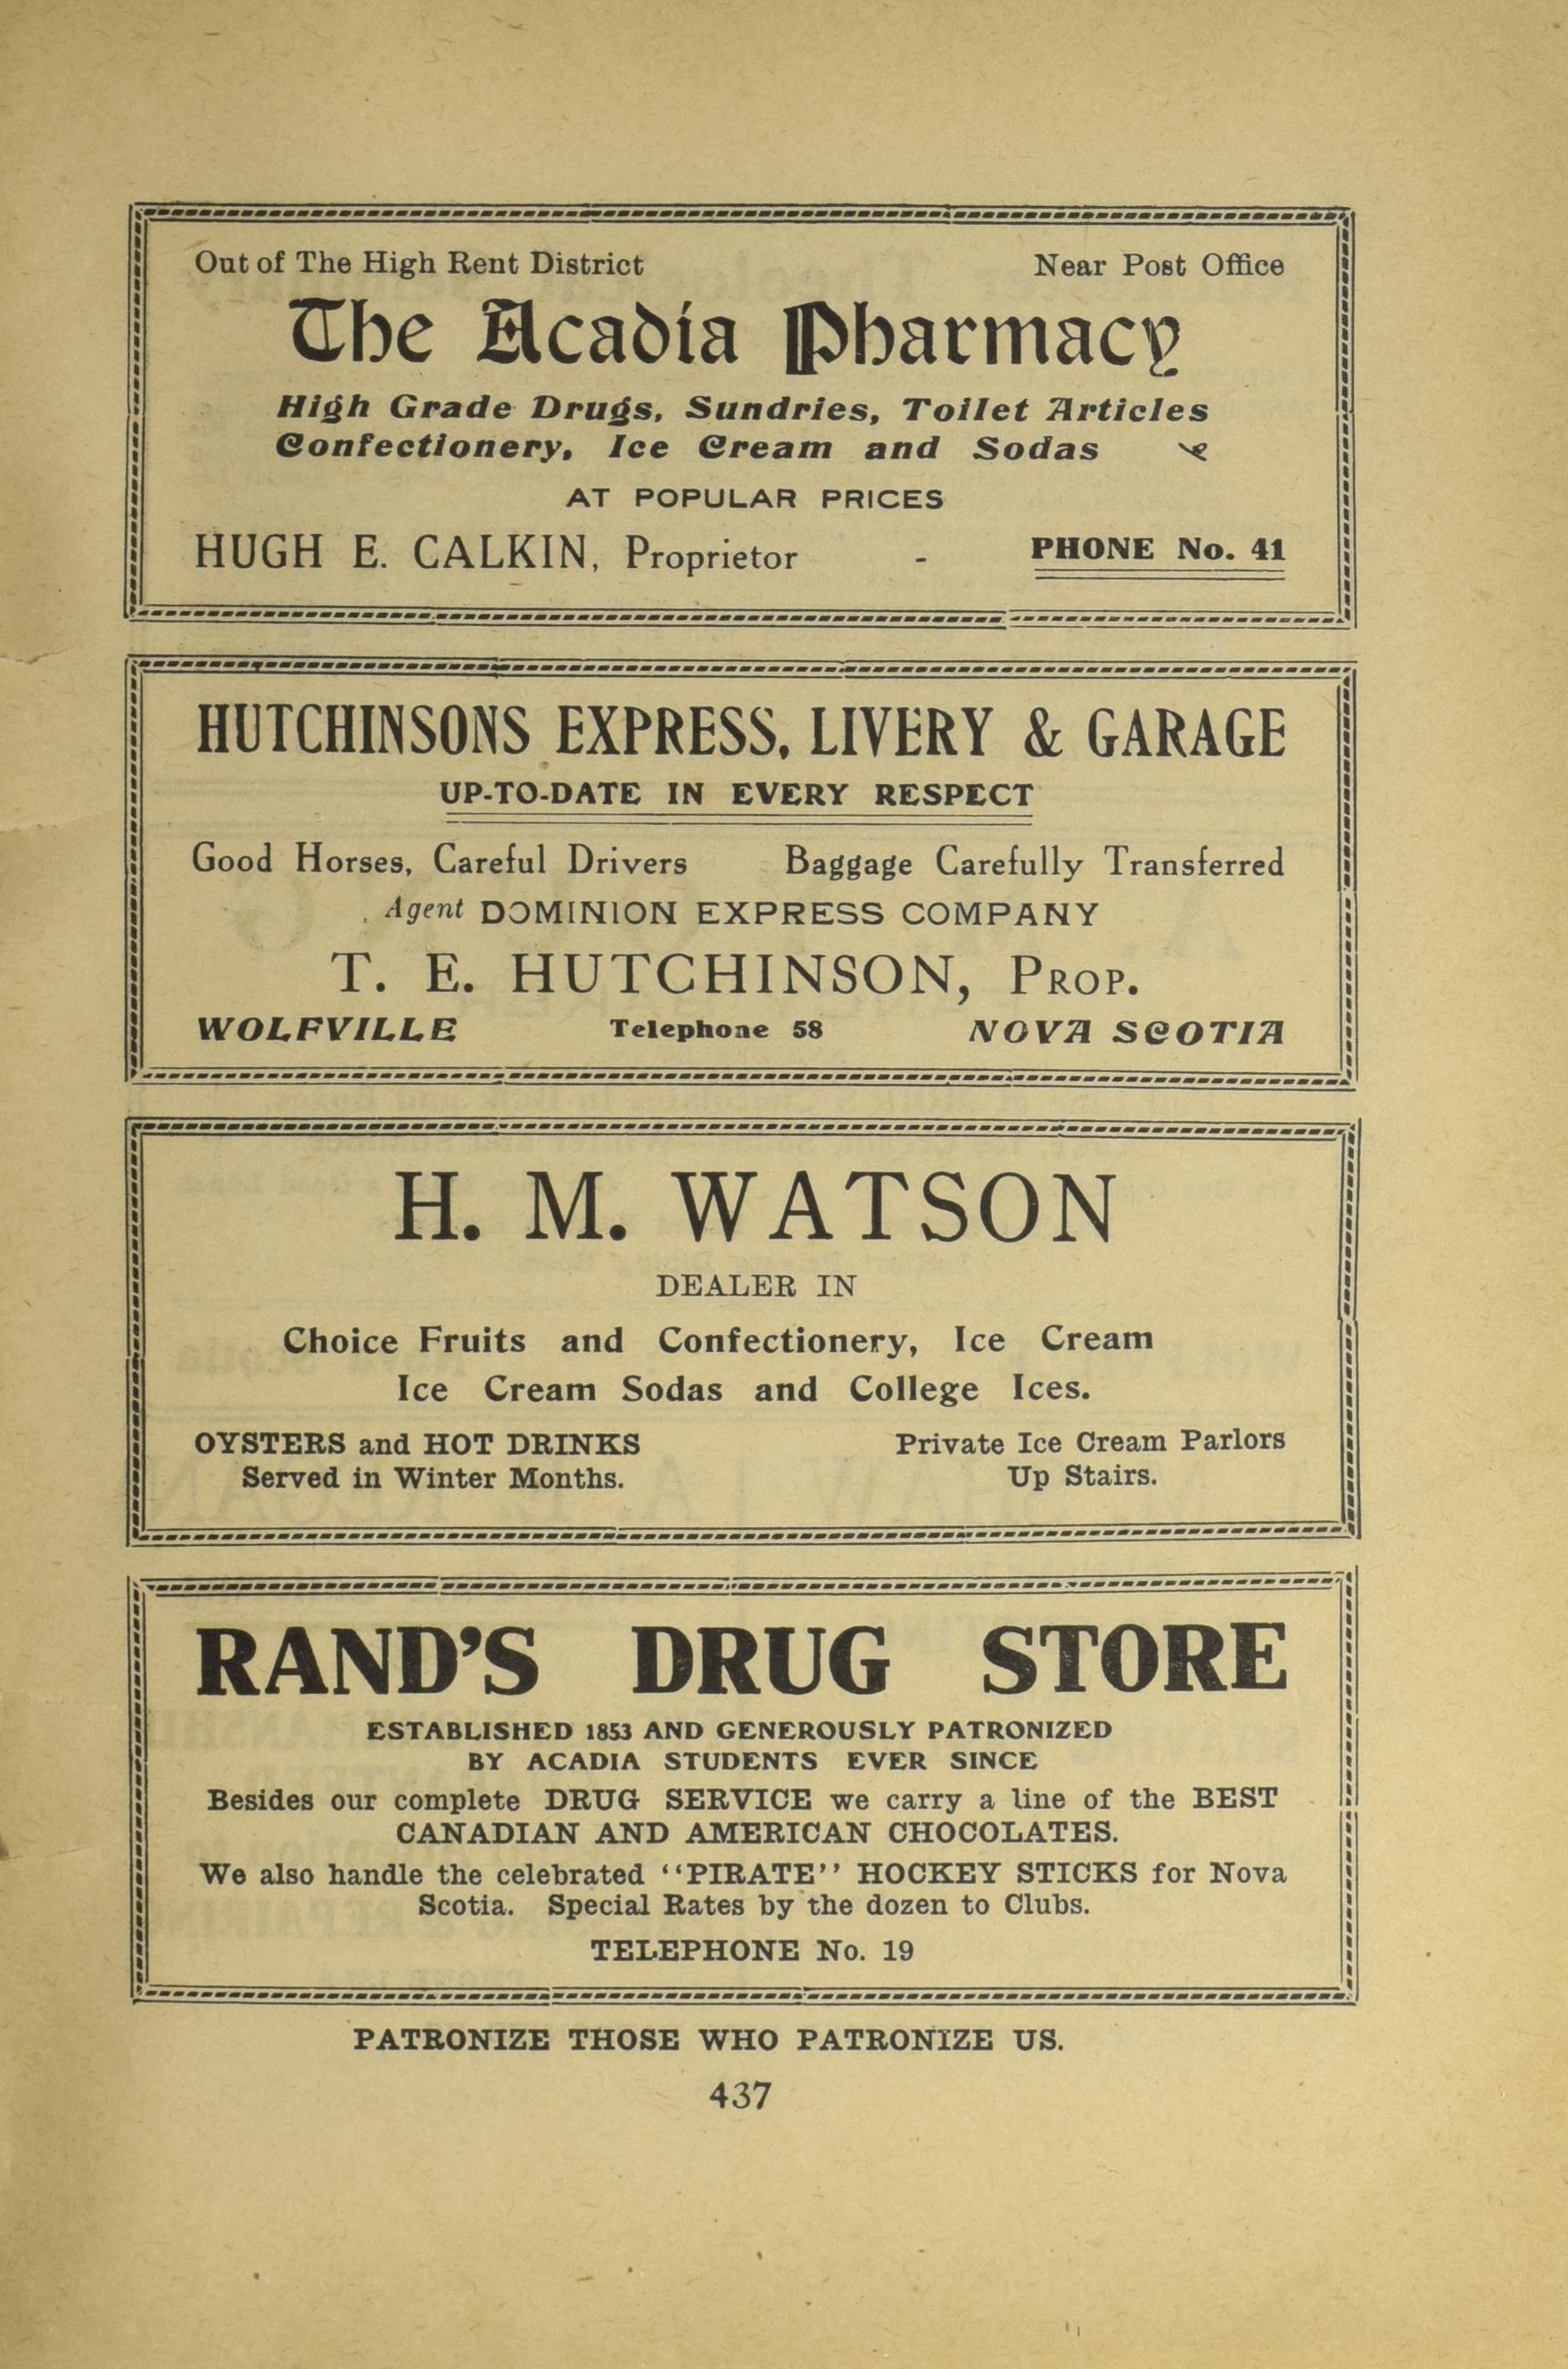 Out of The High Rent District Near Post Office
The Acadia Pharmacy
High Grade Drugs, Sundries, Toilet Articles
Confectionery, Ice Cream and Sodas
AT POPULAR PRICES
HUGH E. CALKIN, Proprietor - PHONE No. 41
HUTCHINSONS EXPRESS, LIVERY & GARAGE
UP-TO-DATE IN EVERY RESPECT
Good Horses, Careful Drivers Baggage Carefully Transferred
Agent DOMINION EXPRESS COMPANY
T. E. HUTCHINSON, PROP.
WOLFVILLE Telephone 58 NOVA SCOTIA
H. M. WATSON
DEALER IN
Choice Fruits and Confectionery, Ice Cream
Ice Cream Sodas and College Ices.
OYSTERS and HOT DRINKS Private Ice Cream Parlors
Served in Winter Months. Up Stairs.
RAND'S DRUG STORE
ESTABLISHED 1853 AND GENEROUSLY PATRONIZED
BY ACADIA STUDENTS EVER SINCE
Besides our complete DRUG SERVICE we carry a line of the BEST
CANADIAN AND AMERICAN CHOCOLATES.
We also handle the celebrated "PIRATE" HOCKEY STICKS for Nova
Scotia. Special Rates by the dozen to Clubs.
TELEPHONE No. 19
PATRONIZE THOSE WHO PATRONIZE US.
437